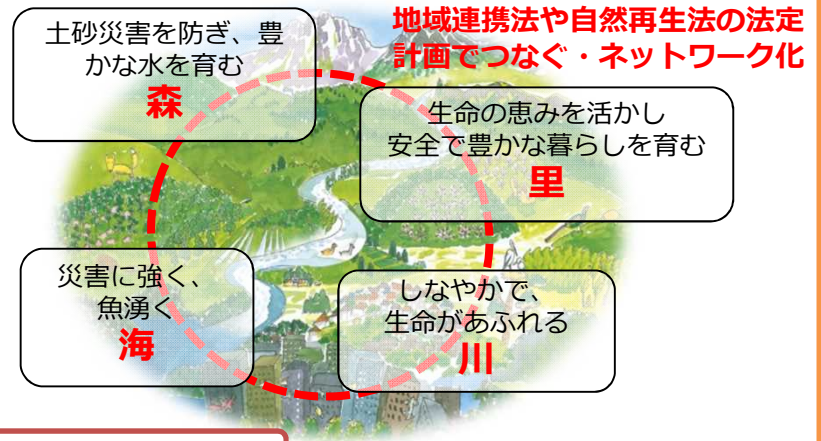 地域連携法や自然再生法の法定
計画でつなぐ・ネットワーク化
土砂災害を防ぎ、豊
かな水を育む
森
生命の恵みを活かし
安全で豊かな暮らしを育む
里
災害に強く、
魚湧く
海
しなやかで、
生命があふれる
川